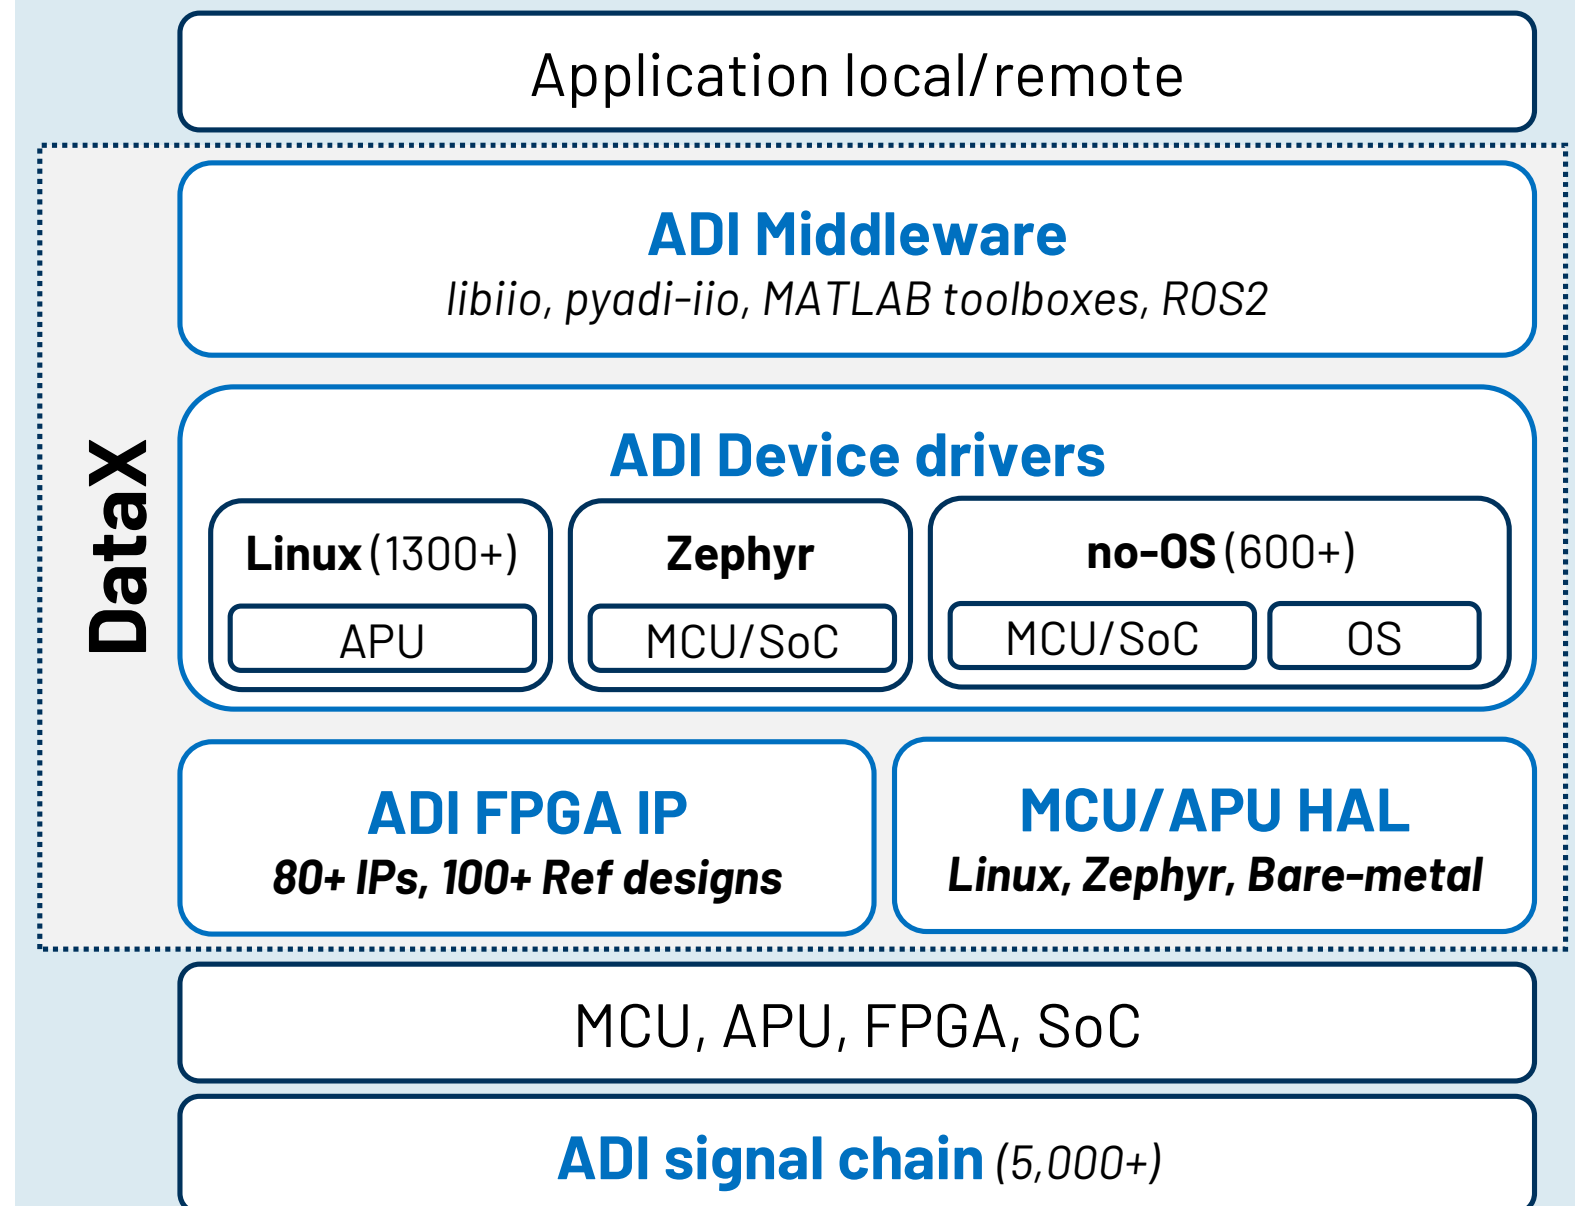 Application local/remote
DataX
ADI Middleware
libiio, pyadi-iio, MATLAB toolboxes, ROS2
ADI Device drivers
Linux (1300+)
APU
Zephyr
MCU/SoC
no-OS (600+)
MCU/SoC
OS
ADI FPGA IP
80+ IPs, 100+ Ref designs
MCU/APU HAL
Linux, Zephyr, Bare-metal
MCU, APU, FPGA, SoC
ADI signal chain (5,000+)